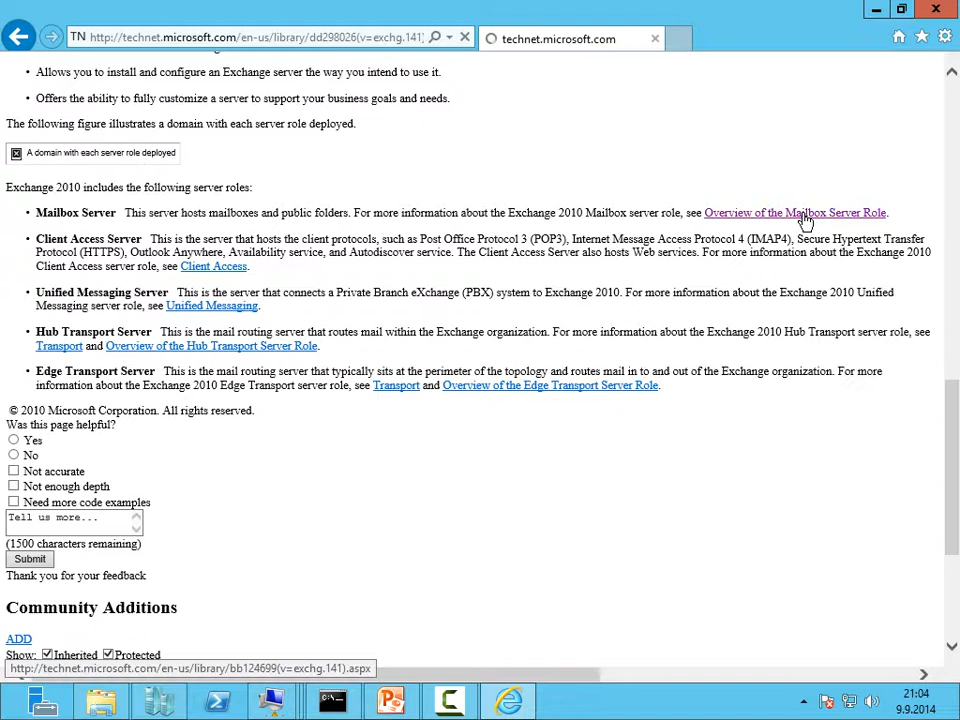 TN http://technet.microsoft.com/en-us/library/dd298026(v=exchg.141)
technet.microsoft.com
• Allows you to install and configure an Exchange server the way you intend to use it.
• Offers the ability to fully customize a server to support your business goals and needs.
The following figure illustrates a domain with each server role deployed.
A domain with each server role deployed
Exchange 2010 includes the following server roles:
• Mailbox Server This server hosts mailboxes and public folders. For more information about the Exchange 2010 Mailbox server role, see Overview of the Mailbox Server Role.
• Client Access Server This is the server that hosts the client protocols, such as Post Office Protocol 3 (POP3), Internet Message Access Protocol 4 (IMAP4), Secure Hypertext Transfer
Protocol (HTTPS), Outlook Anywhere, Availability service, and Autodiscover service. The Client Access Server also hosts Web services. For more information about the Exchange 2010
Client Access server role, see Client Access.
• Unified Messaging Server This is the server that connects a Private Branch eXchange (PBX) system to Exchange 2010. For more information about the Exchange 2010 Unified
Messaging server role, see Unified Messaging.
• Hub Transport Server This is the mail routing server that routes mail within the Exchange organization. For more information about the Exchange 2010 Hub Transport server role, see
Transport and Overview of the Hub Transport Server Role.
• Edge Transport Server This is the mail routing server that typically sits at the perimeter of the topology and routes mail in to and out of the Exchange organization. For more
information about the Exchange 2010 Edge Transport server role, see Transport and Overview of the Edge Transport Server Role.
© 2010 Microsoft Corporation. All rights reserved.
Was this page helpful?
Yes
No
Not accurate
Not enough depth
Need more code examples
Tell us more...
(1500 characters remaining)
Submit
Thank you for your feedback
Community Additions
ADD
Show: Inherited Protected
http://technet.microsoft.com/en-us/library/bb124699(v=exchg.141).aspx
21:04
9.9.2014